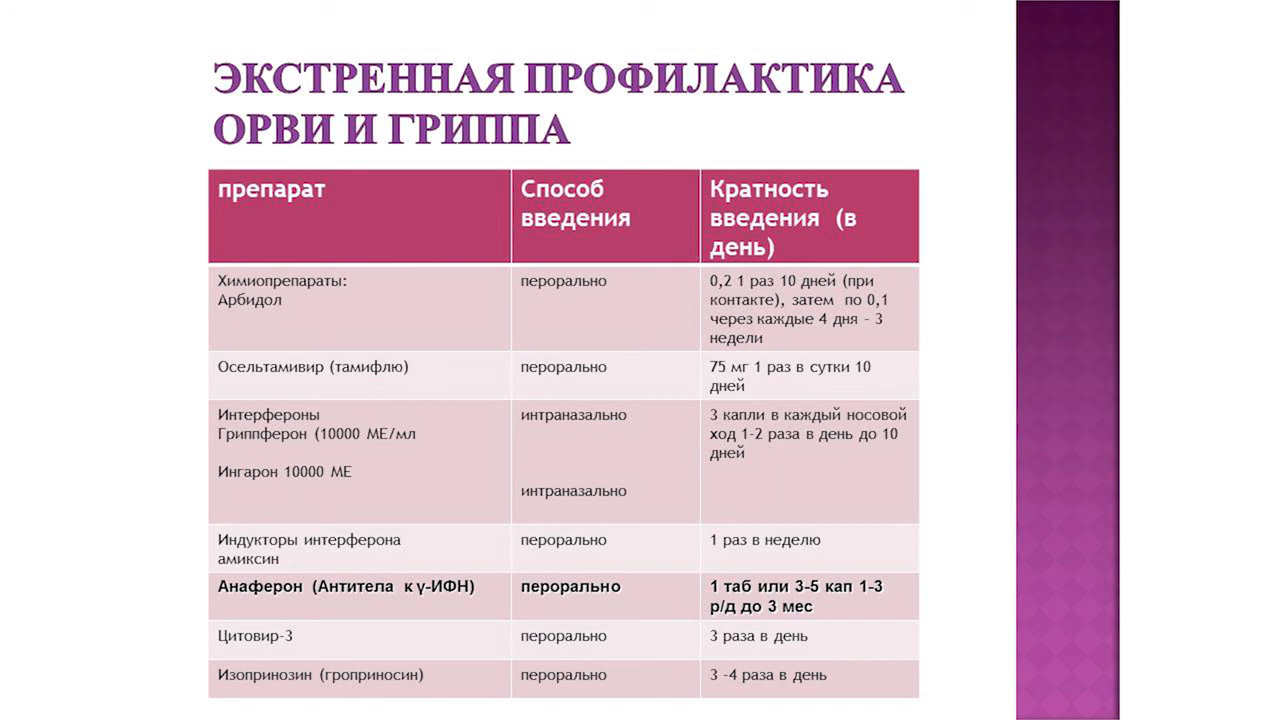 ЭКСТРЕННАЯ ПРОФИЛАКТИКА
ОРВИ И ГРИППА
препарат
Способ
введения
Кратность
введения (в
день)
Химиопрепараты:
Арбидол
перорально
0,2 1 раз 10 дней (при
контакте), затем по 0,1
через каждые 4 дня - 3
недели
Осельтамивир (тамифлю)
перорально
75 мг 1 раз в сутки 10
дней
Интерфероны
Гриппферон (10000 МЕ/мл
Ингарон 10000 МЕ
интраназально
интраназально
3 капли в каждый носовой
ход 1-2 раза в день до 10
дней
Индукторы интерферона
амиксин
перорально
1 раз в неделю
Анаферон (Антитела к γ-ИФН)
перорально
1 таб или 3-5 кап 1-3
р/д до 3 мес
Цитовир-3
перорально
3 раза в день
Изопринозин (гроприносин)
перорально
3 -4 раза в день